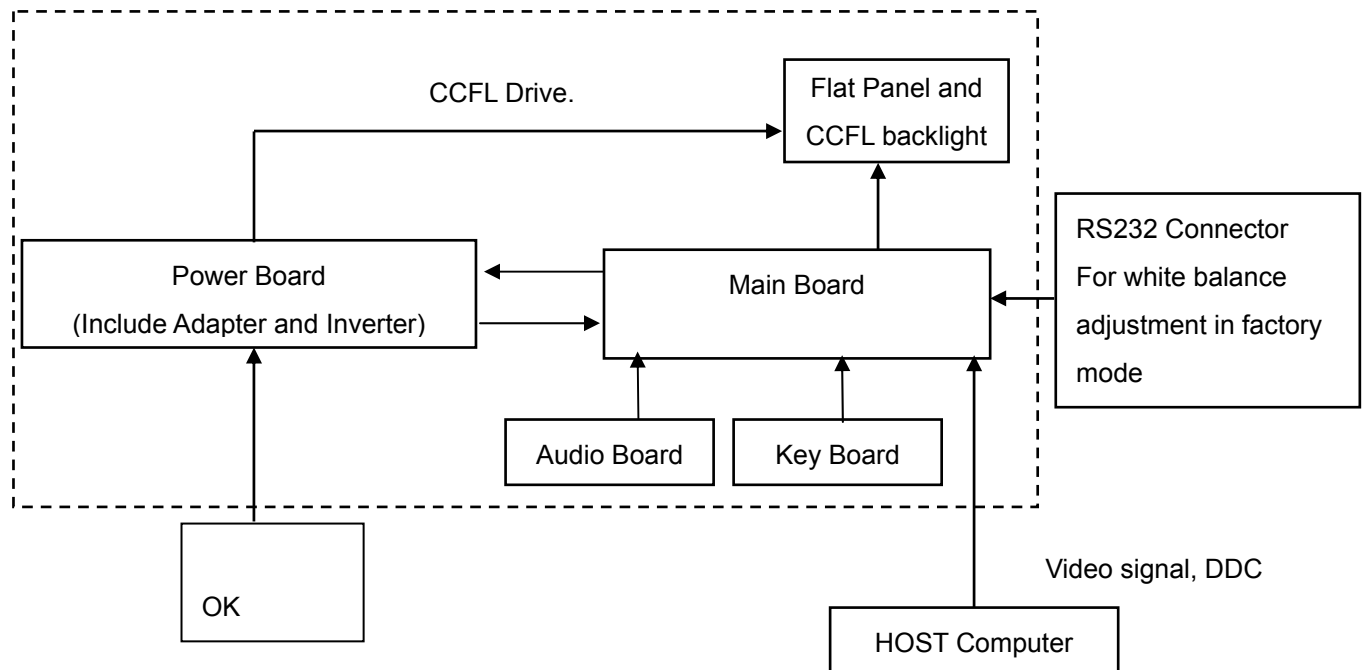 CCFL Drive.
Flat Panel and
CCFL backlight
RS232 Connector
For white balance
adjustment in factory
mode
Power Board
(Include Adapter and Inverter)
Main Board
Audio Board
Key Board
OK
Video signal, DDC
HOST Computer